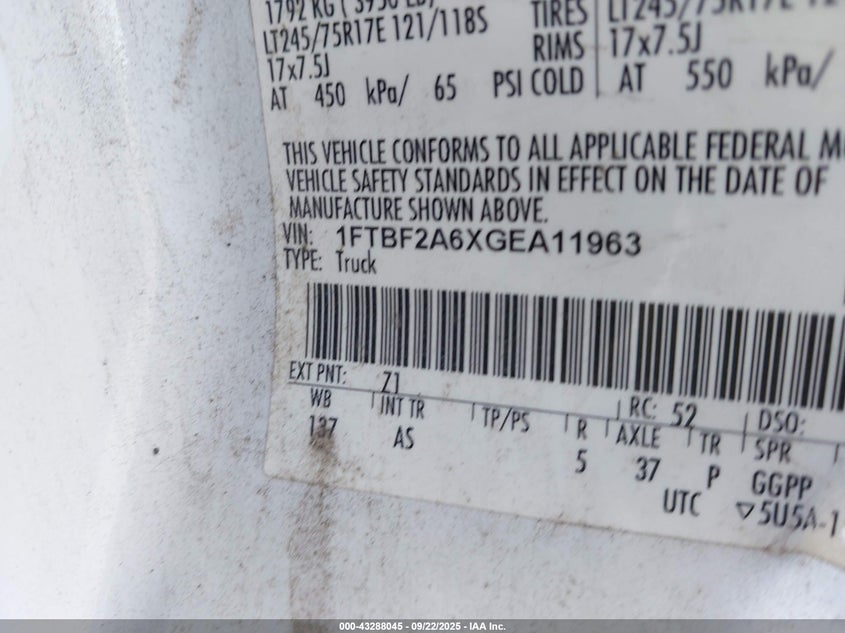 1792 KG ( 3950 LB)
LT245/75R17E 121/118S
17x7.5J
AT 450 kPa/ 65 PSI COLD
TIRES LT245/75R17E 12
RIMS 17x7.5J
AT 550 kPa/
THIS VEHICLE CONFORMS TO ALL APPLICABLE FEDERAL M
VEHICLE SAFETY STANDARDS IN EFFECT ON THE DATE OF
MANUFACTURE SHOWN ABOVE.
VIN: 1FTBF2A6XGEA11963
TYPE: Truck
EXT PNT: Z1 RC: 52 DSO:
WB INT TR TP/PS R AXLE TR SPR
137 AS 5 37 P GGPP
UTC ▽5U5A-1
000-43288045 - 09/22/2025 - IAA Inc.